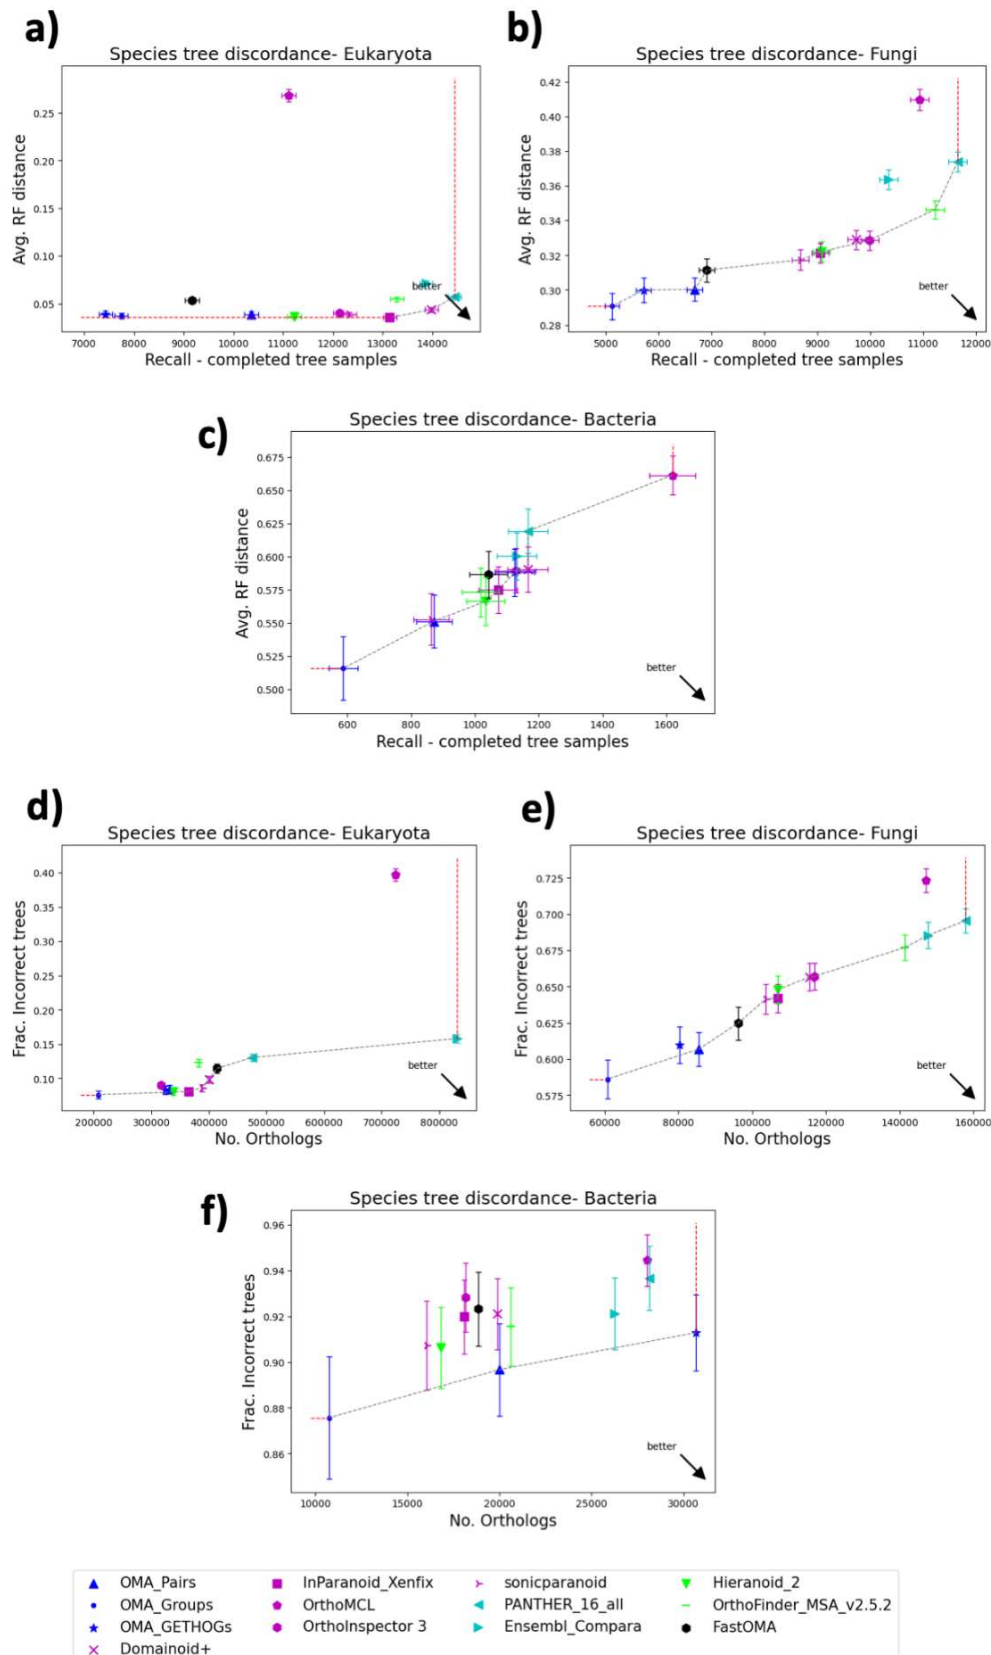 a)
Species tree discordance- Eukaryota
Avg. RF distance
0.25
0.20
0.15
0.10
0.05
better
7000 8000 9000 10000 11000 12000 13000 14000
Recall - completed tree samples
b)
Species tree discordance- Fungi
Avg. RF distance
0.42
0.40
0.38
0.36
0.34
0.32
0.30
0.28
better
5000 6000 7000 8000 9000 10000 11000 12000
Recall - completed tree samples
c)
Species tree discordance- Bacteria
Avg. RF distance
0.675
0.650
0.625
0.600
0.575
0.550
0.525
0.500
better
600 800 1000 1200 1400 1600
Recall - completed tree samples
d)
Species tree discordance- Eukaryota
Frac. Incorrect trees
0.40
0.35
0.30
0.25
0.20
0.15
0.10
better
200000 300000 400000 500000 600000 700000 800000
No. Orthologs
e)
Species tree discordance- Fungi
Frac. Incorrect trees
0.725
0.700
0.675
0.650
0.625
0.600
0.575
better
60000 80000 100000 120000 140000 160000
No. Orthologs
f)
Species tree discordance- Bacteria
Frac. Incorrect trees
0.96
0.94
0.92
0.90
0.88
0.86
better
10000 15000 20000 25000 30000
No. Orthologs
OMA_Pairs InParanoid_Xenfix sonicparanoid Hieranoid_2
OMA_Groups OrthoMCL PANTHER_16_all OrthoFinder_MSA_v2.5.2
OMA_GETHOGs OrthoInspector 3 Ensembl_Compara FastOMA
Domainoid+